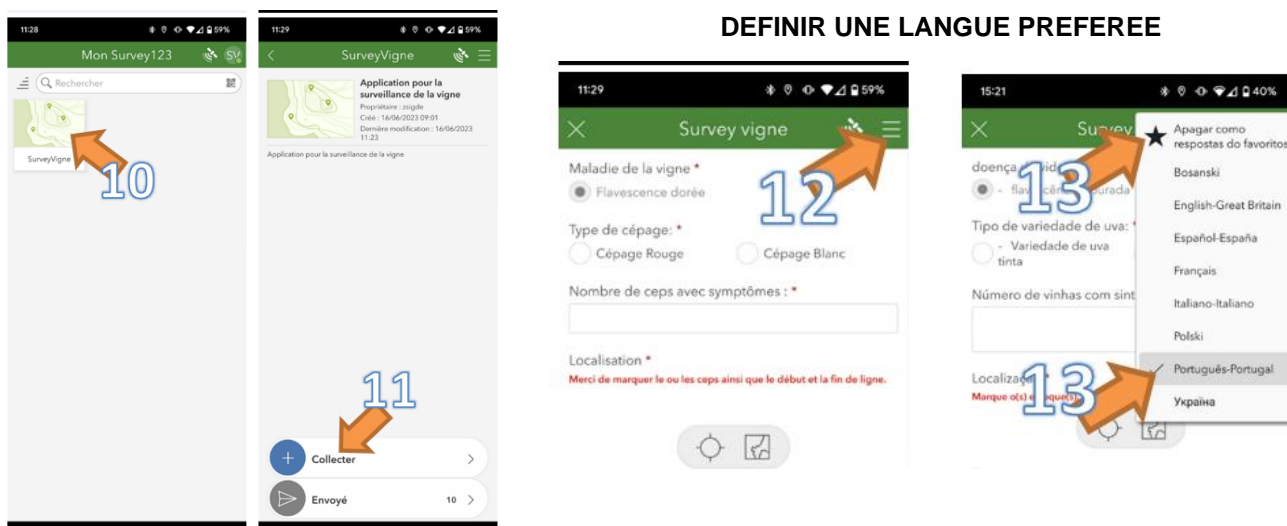 11:28
59%
Mon Survey123
SV
Rechercher
SurveyVigne
10
11:29
59%
SurveyVigne
Application pour la
surveillance de la vigne
Propriétaire : zsigde
Créé : 16/06/2023 09:01
Dernière modification : 16/06/2023
11:23
Application pour la surveillance de la vigne
11
Collecter
Envoyé 10
DEFINIR UNE LANGUE PREFEREE
11:29
59%
Survey vigne
Maladie de la vigne *
Flavescence dorée
12
Type de cépage: *
Cépage Rouge Cépage Blanc
Nombre de ceps avec symptômes : *
Localisation *
Merci de marquer le ou les ceps ainsi que le début et la fin de ligne.
15:21
40%
Survey
Apagar como
respostas do favoritos
13
doença
Tipo de variedade de uva: *
- Variedade de uva
tinta
Número de vinhas com sint
Marque o(s)
13
Bosanski
English-Great Britain
Español-España
Français
Italiano-Italiano
Polski
Português-Portugal
Україна